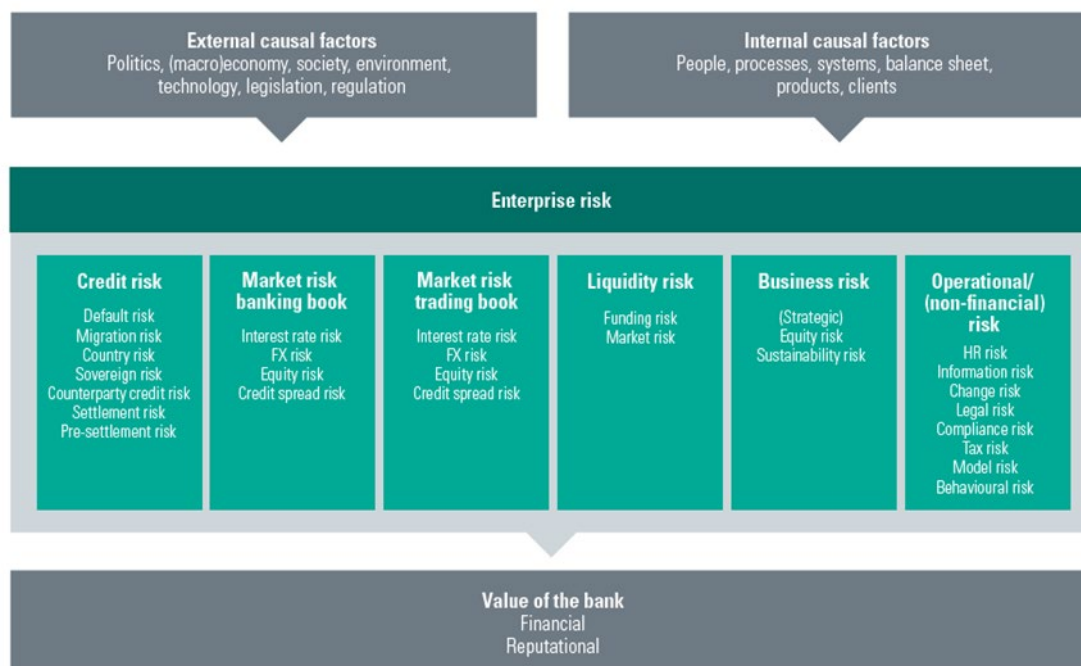 External causal factors
Politics, (macro)economy, society, environment,
technology, legislation, regulation
Internal causal factors
People, processes, systems, balance sheet,
products, clients
Enterprise risk
Credit risk
Default risk
Migration risk
Country risk
Sovereign risk
Counterparty credit risk
Settlement risk
Pre-settlement risk
Market risk
banking book
Interest rate risk
FX risk
Equity risk
Credit spread risk
Market risk
trading book
Interest rate risk
FX risk
Equity risk
Credit spread risk
Liquidity risk
Funding risk
Market risk
Business risk
(Strategic)
Equity risk
Sustainability risk
Operational/
(non-financial)
risk
HR risk
Information risk
Change risk
Legal risk
Compliance risk
Tax risk
Model risk
Behavioural risk
Value of the bank
Financial
Reputational